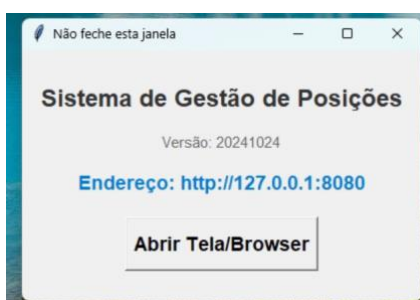 Não feche esta janela
Sistema de Gestão de Posições
Versão: 20241024
Endereço: http://127.0.0.1:8080
Abrir Tela/Browser